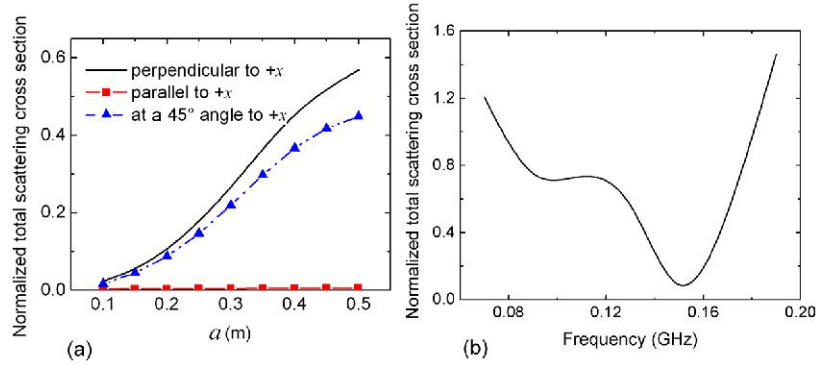 Normalized total scattering cross section
0.6
0.4
0.2
0.0
perpendicular to +x
parallel to +x
at a 45° angle to +x
0.1 0.2 0.3 0.4 0.5
a (m)
(a)
Normalized total scattering cross section
1.6
1.2
0.8
0.4
0.0
0.08 0.12 0.16 0.20
Frequency (GHz)
(b)